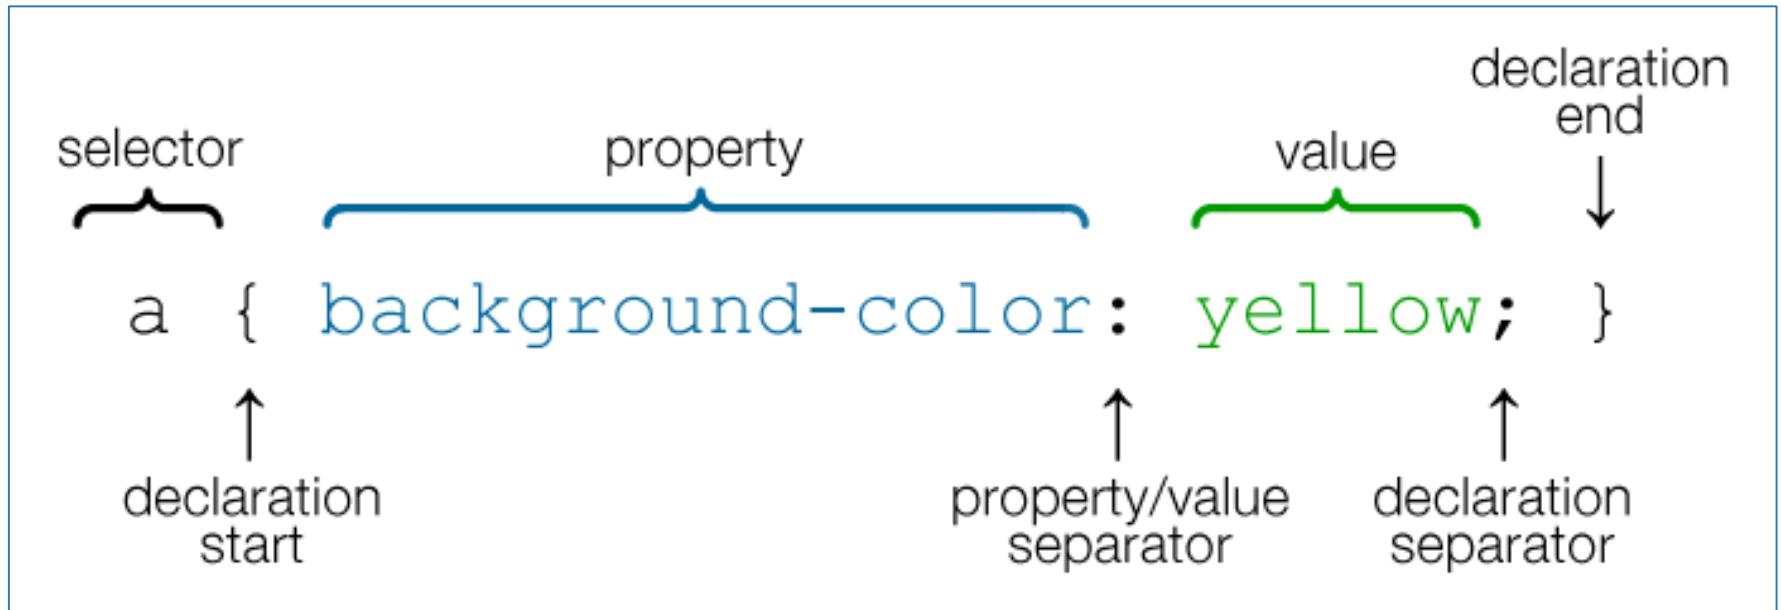 declaration
end
selector
property
value
a { background-color: yellow; }
declaration
start
property/value
separator
declaration
separator